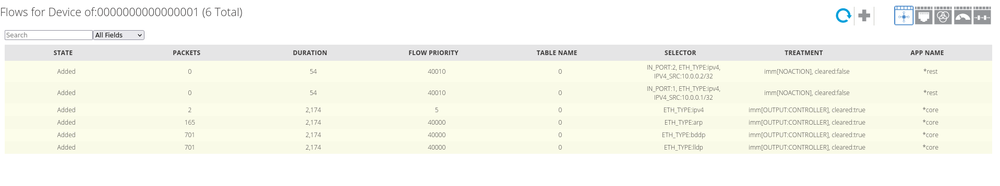 Flows for Device of:0000000000000001 (6 Total)
Search All Fields
STATE PACKETS DURATION FLOW PRIORITY TABLE NAME SELECTOR TREATMENT APP NAME
Added 0 54 40010 0 IN_PORT:2, ETH_TYPE:ipv4, IPV4_SRC:10.0.0.2/32 imm[NOACTION], cleared:false *rest
Added 0 54 40010 0 IN_PORT:1, ETH_TYPE:ipv4, IPV4_SRC:10.0.0.1/32 imm[NOACTION], cleared:false *rest
Added 2 2,174 5 0 ETH_TYPE:ipv4 imm[OUTPUT:CONTROLLER], cleared:true *core
Added 165 2,174 40000 0 ETH_TYPE:arp imm[OUTPUT:CONTROLLER], cleared:true *core
Added 701 2,174 40000 0 ETH_TYPE:bddp imm[OUTPUT:CONTROLLER], cleared:true *core
Added 701 2,174 40000 0 ETH_TYPE:lldp imm[OUTPUT:CONTROLLER], cleared:true *core